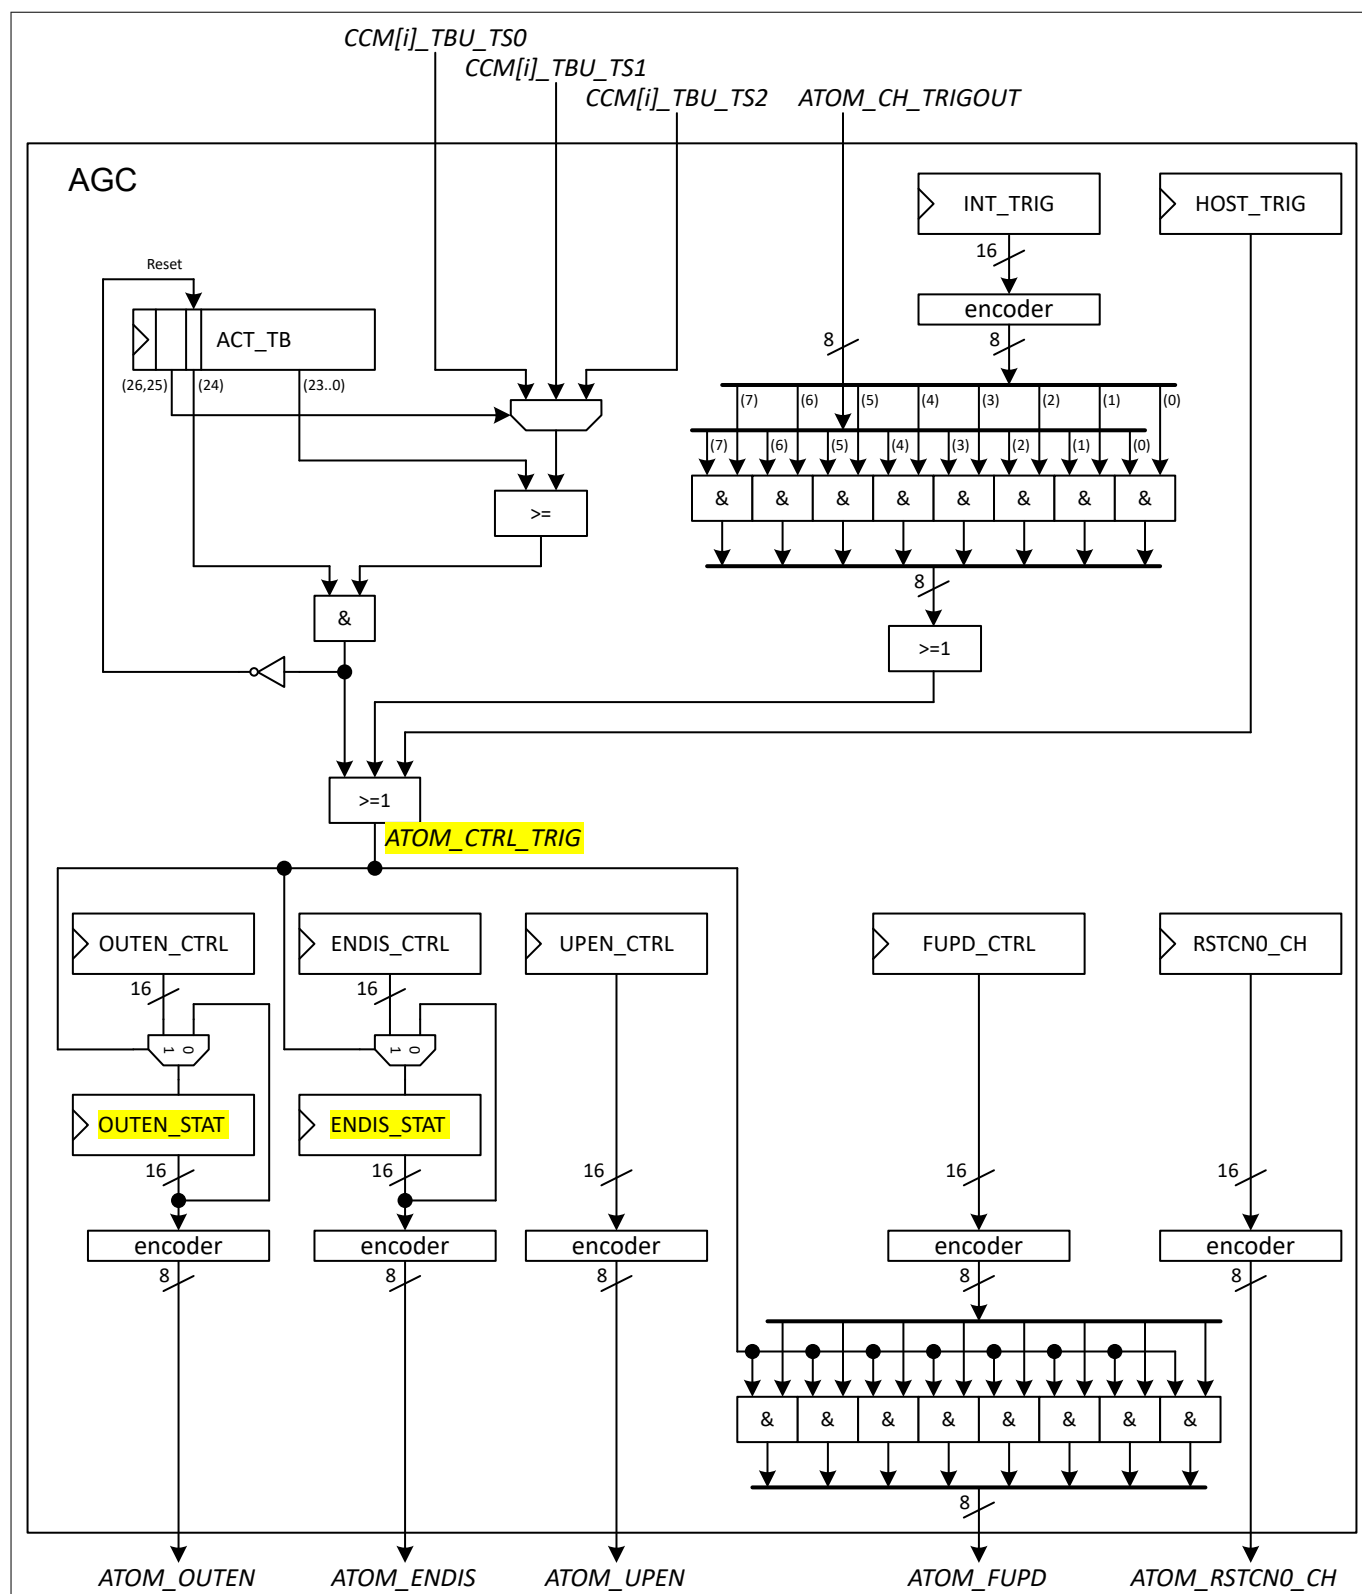 CCM[i]_TBU_TS0
CCM[i]_TBU_TS1
CCM[i]_TBU_TS2 ATOM_CH_TRIGOUT
AGC
INT_TRIG HOST_TRIG
16
Reset
encoder
ACT_TB
8 8
(26,25) (24) (23..0)
(7) (6) (5) (4) (3) (2) (1) (0)
(7) (6) (5) (4) (3) (2) (1) (0)
& & & & & & & &
>=
8
&
>=1
>=1
ATOM_CTRL_TRIG
OUTEN_CTRL ENDIS_CTRL UPEN_CTRL FUPD_CTRL RSTCN0_CH
16 16
1 0 1 0
OUTEN_STAT ENDIS_STAT
16 16 16 16 16
encoder encoder encoder encoder encoder
8 8 8 8 8
& & & & & & & &
8
ATOM_OUTEN ATOM_ENDIS ATOM_UPEN ATOM_FUPD ATOM_RSTCN0_CH